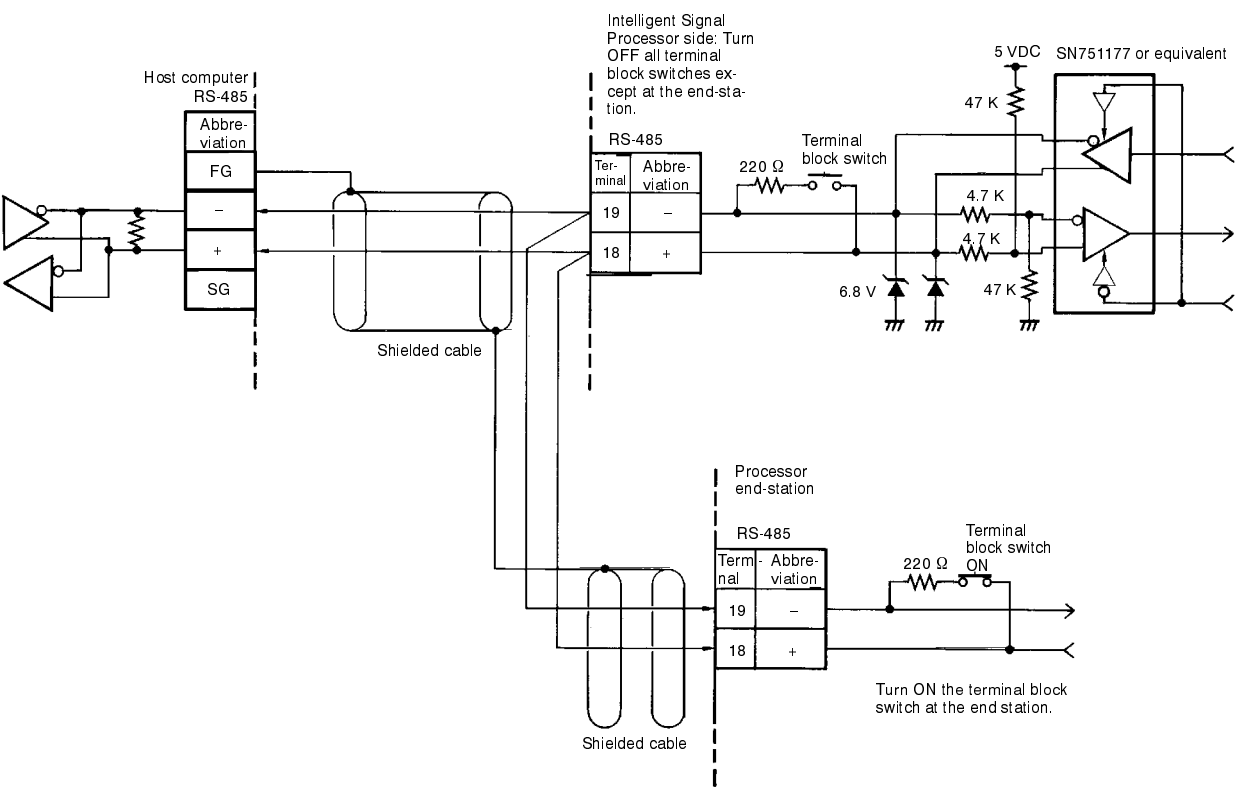 Intelligent Signal
Processor side: Turn
OFF all terminal
block switches ex-
cept at the end-sta-
tion.
Host computer
RS-485
Abbre-
viation
FG
–
+
SG
Shielded cable
RS-485
Ter-
minal
Abbre-
viation
19
–
18
+
220 Ω
Terminal
block switch
5 VDC
SN751177 or equivalent
47 K
4.7 K
4.7 K
6.8 V
47 K
Processor
end-station
RS-485
Termi-
nal
Abbre-
viation
19
–
18
+
220 Ω
Terminal
block switch
ON
Turn ON the terminal block
switch at the end station.
Shielded cable